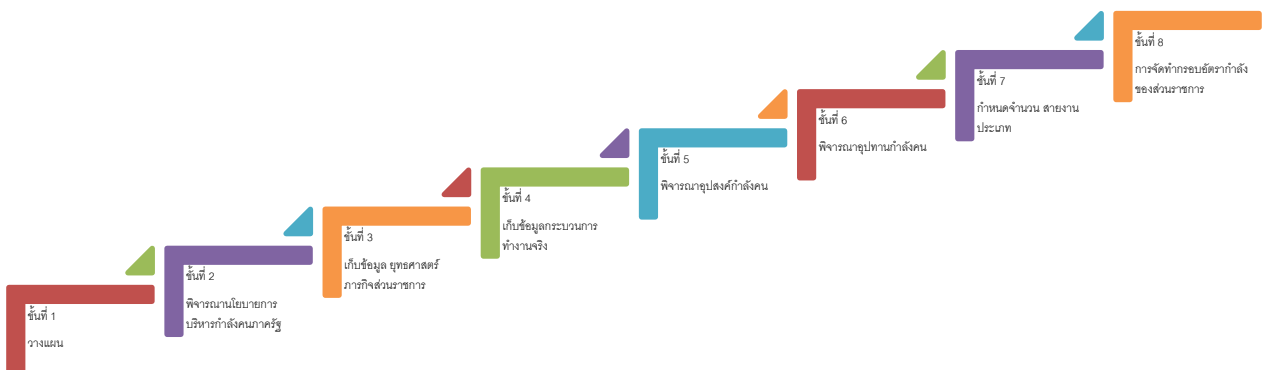 ขั้นที่ 1
วางแผน
ขั้นที่ 2
พิจารณานโยบายการ
บริหารกำลังคนภาครัฐ
ขั้นที่ 3
เก็บข้อมูล ยุทธศาสตร์
ภารกิจส่วนราชการ
ขั้นที่ 4
เก็บข้อมูลกระบวนการ
ทำงานจริง
ขั้นที่ 5
พิจารณาอุปสงค์กำลังคน
ขั้นที่ 6
พิจารณาอุปทานกำลังคน
ขั้นที่ 7
กำหนดจำนวน สายงาน
ประเภท
ขั้นที่ 8
การจัดทำกรอบอัตรากำลัง
ของส่วนราชการ